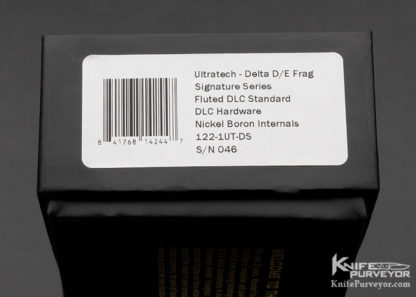 Ultratech - Delta D/E Frag
Signature Series
Fluted DLC Standard
DLC Hardware
Nickel Boron Internals
122-1UT-DS
S/N 046
8 41768 14244 7
KNIFE
PURVEYOR
KnifePurveyor.com